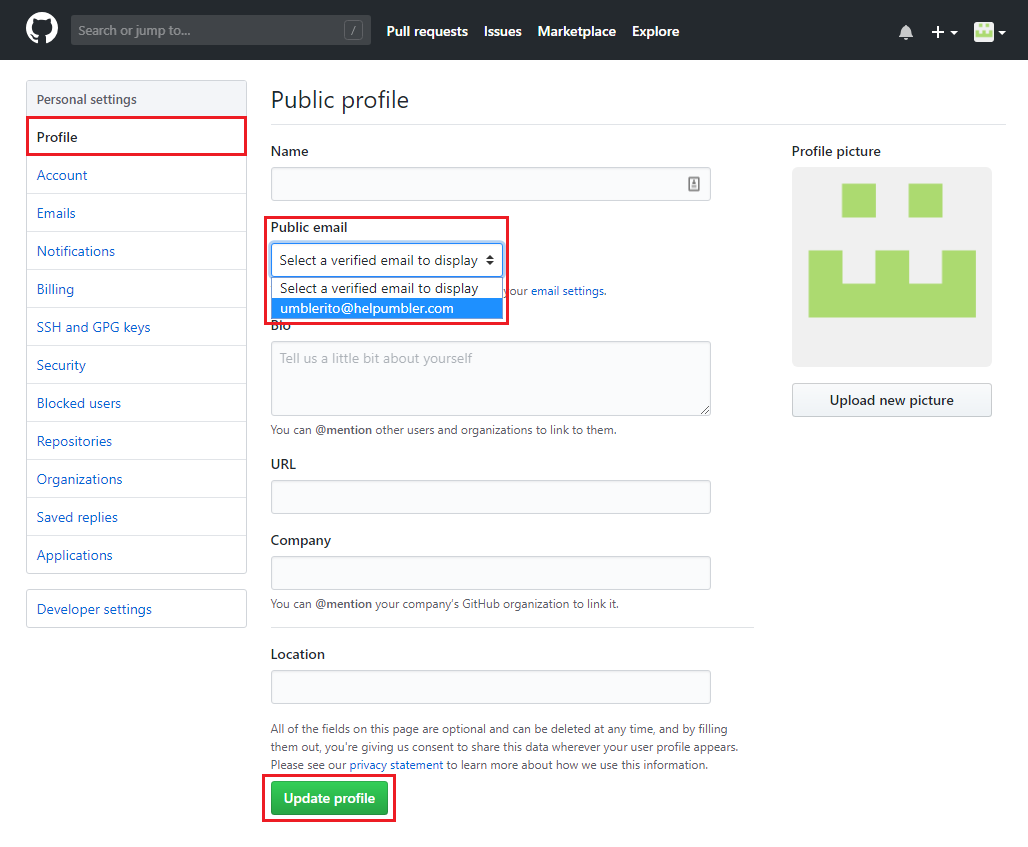 Search or jump to...
/
Pull requests
Issues
Marketplace
Explore
Personal settings
Profile
Account
Emails
Notifications
Billing
SSH and GPG keys
Security
Blocked users
Repositories
Organizations
Saved replies
Applications
Developer settings
Public profile
Name
Public email
Select a verified email to display
Select a verified email to display
umblerito@helpumbler.com
your email settings.
Bio
Tell us a little bit about yourself
You can @mention other users and organizations to link to them.
URL
Company
You can @mention your company's GitHub organization to link it.
Location
All of the fields on this page are optional and can be deleted at any time, and by filling
them out, you're giving us consent to share this data wherever your user profile appears.
Please see our privacy statement to learn more about how we use this information.
Update profile
Profile picture
Upload new picture